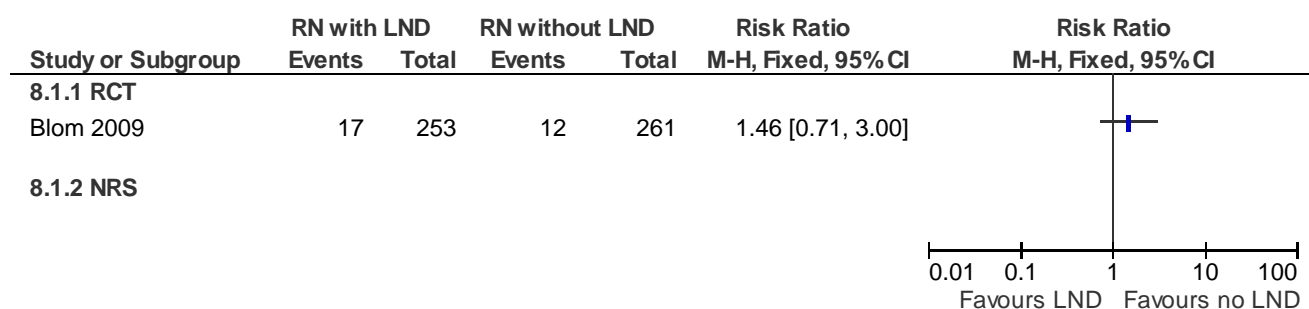 RN with LND RN without LND Risk Ratio Risk Ratio
Study or Subgroup Events Total Events Total M-H, Fixed, 95% CI M-H, Fixed, 95% CI
8.1.1 RCT
Blom 2009 17 253 12 261 1.46 [0.71, 3.00]
8.1.2 NRS
0.01 0.1 1 10 100
Favours LND Favours no LND